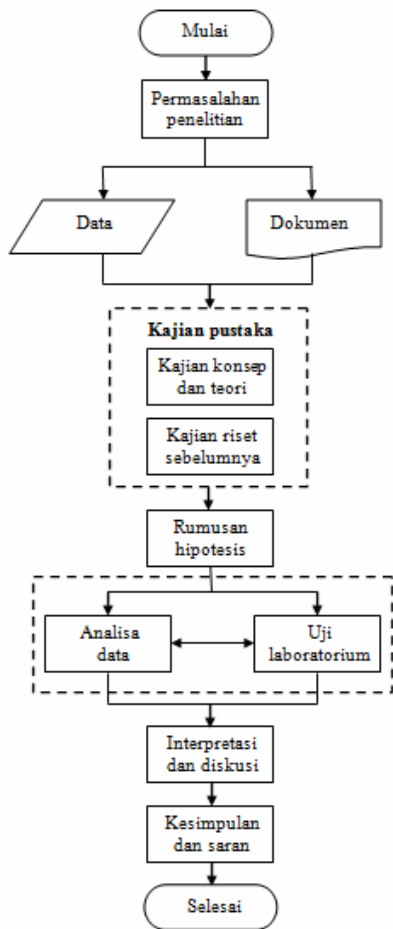 Mulai
Permasalahan
penelitian
Data
Dokumen
Kajian pustaka
Kajian konsep
dan teori
Kajian riset
sebelumnya
Rumusan
hipotesis
Analisa
data
Uji
laboratorium
Interpretasi
dan diskusi
Kesimpulan
dan saran
Selesai